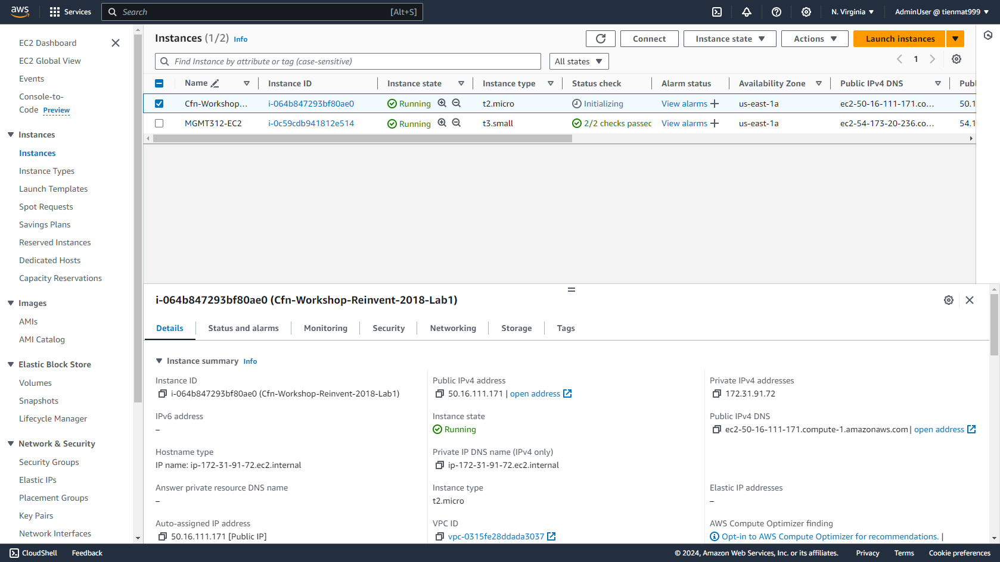 aws
Services
Search
[Alt+S]
N. Virginia
AdminUser @ tienmat999
EC2 Dashboard
EC2 Global View
Events
Console-to-
Code Preview
Instances
Instances
Instance Types
Launch Templates
Spot Requests
Savings Plans
Reserved Instances
Dedicated Hosts
Capacity Reservations
Images
AMIs
AMI Catalog
Elastic Block Store
Volumes
Snapshots
Lifecycle Manager
Network & Security
Security Groups
Elastic IPs
Placement Groups
Key Pairs
Network Interfaces
Instances (1/2) Info
Connect
Instance state
Actions
Launch instances
Find Instance by attribute or tag (case-sensitive)
All states
1
Name Instance ID Instance state Instance type Status check Alarm status Availability Zone Public IPv4 DNS Publ
Cfn-Workshop... i-064b847293bf80ae0 Running t2.micro Initializing View alarms us-east-1a ec2-50-16-111-171.co... 50.1
MGMT312-EC2 i-0c59cdb941812e514 Running t3.small 2/2 checks passec View alarms us-east-1a ec2-54-173-20-236.co... 54.1
i-064b847293bf80ae0 (Cfn-Workshop-Reinvent-2018-Lab1)
Details Status and alarms Monitoring Security Networking Storage Tags
Instance summary Info
Instance ID
i-064b847293bf80ae0 (Cfn-Workshop-Reinvent-2018-Lab1)
Public IPv4 address
50.16.111.171 | open address
Private IPv4 addresses
172.31.91.72
IPv6 address
–
Instance state
Running
Public IPv4 DNS
ec2-50-16-111-171.compute-1.amazonaws.com | open address
Hostname type
IP name: ip-172-31-91-72.ec2.internal
Private IP DNS name (IPv4 only)
ip-172-31-91-72.ec2.internal
Answer private resource DNS name
–
Instance type
t2.micro
Elastic IP addresses
–
Auto-assigned IP address
50.16.111.171 [Public IP]
VPC ID
vpc-0315fe28ddada3037
AWS Compute Optimizer finding
Opt-in to AWS Compute Optimizer for recommendations. |
CloudShell
Feedback
© 2024, Amazon Web Services, Inc. or its affiliates.
Privacy
Terms
Cookie preferences